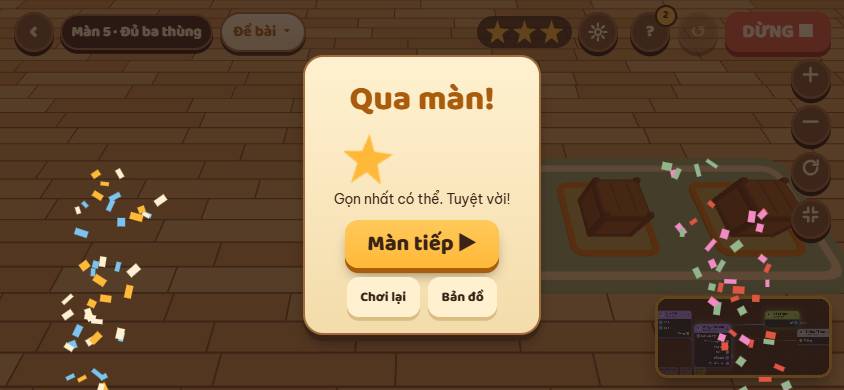 Màn 5 · Đủ ba thùng
Đề bài
2
?
DỪNG
Qua màn!
Gọn nhất có thể. Tuyệt vời!
Màn tiếp
Chơi lại
Bản đồ